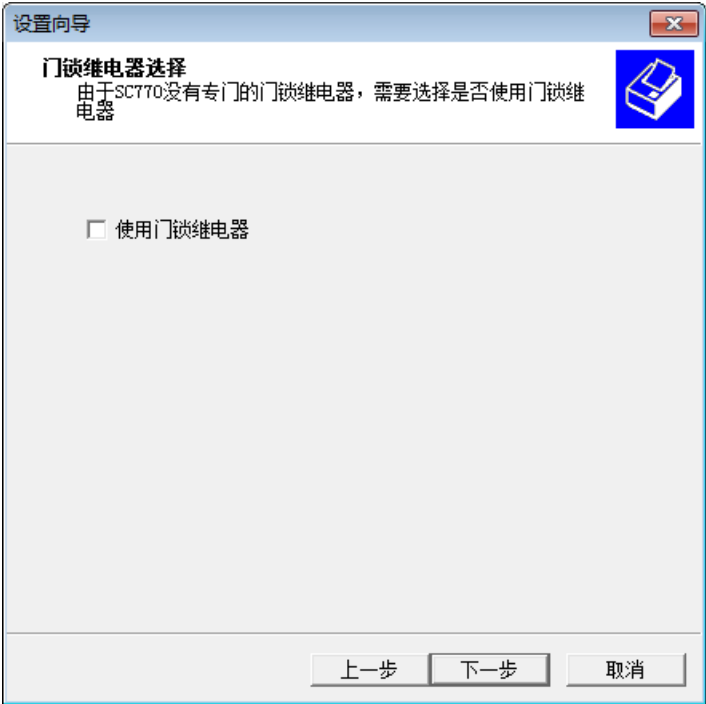 设置向导
门锁继电器选择
由于SC770没有专门的门锁继电器，需要选择是否使用门锁继
电器
使用门锁继电器
上一步 下一步 取消